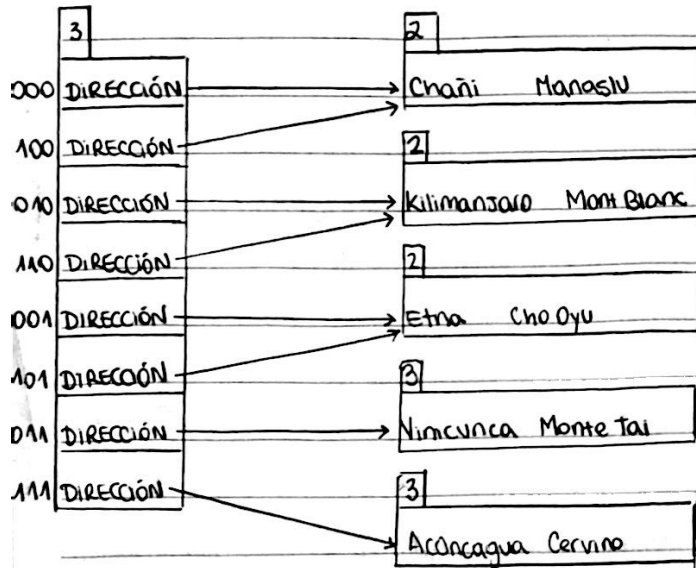 3
2
000 DIRECCIÓN
Chañi Manaslu
100 DIRECCIÓN
2
010 DIRECCIÓN
Kilimanjaro Mont Blanc
110 DIRECCIÓN
2
001 DIRECCIÓN
Etna Cho Oyu
101 DIRECCIÓN
3
011 DIRECCIÓN
Vinicunca Monte Tai
111 DIRECCIÓN
3
Aconcagua Cervino